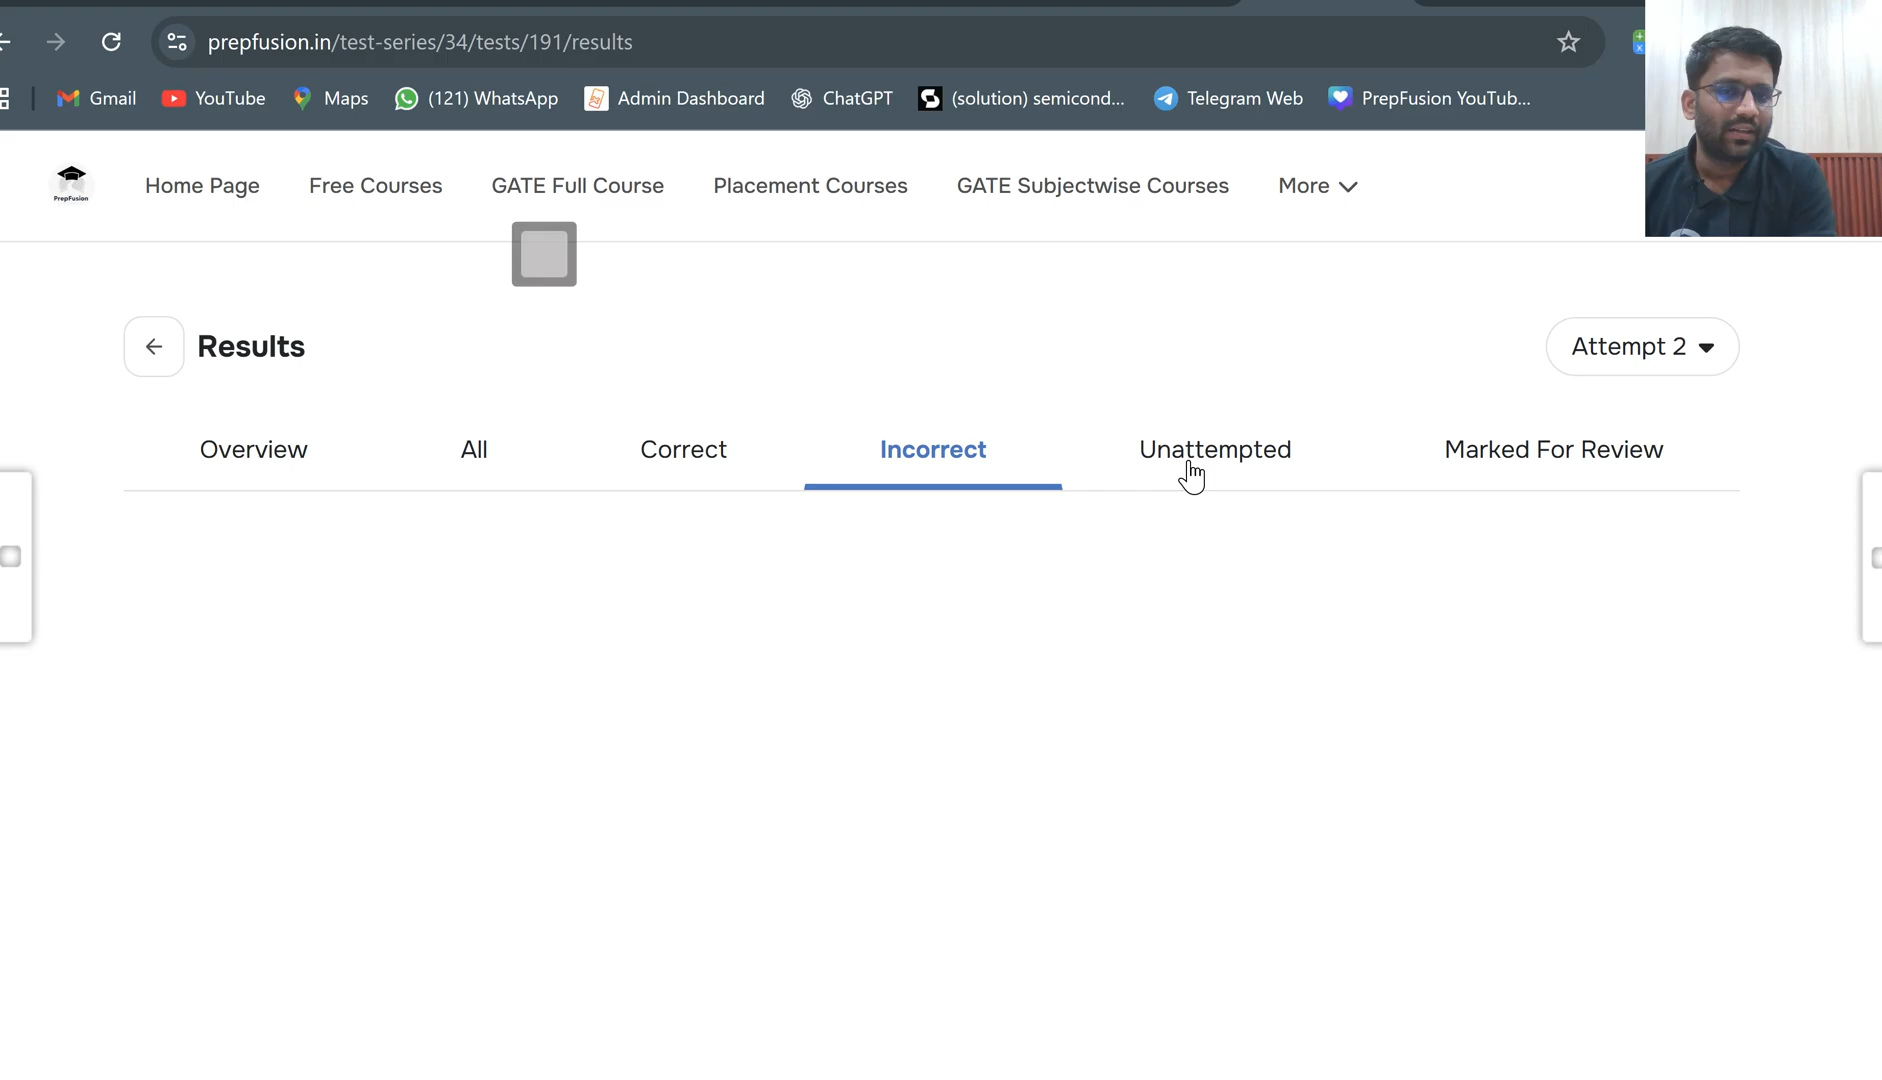 prepfusion.in/test-series/34/tests/191/results
Gmail YouTube Maps (121) WhatsApp Admin Dashboard ChatGPT (solution) semicond... Telegram Web PrepFusion YouTub...
PrepFusion
Home Page Free Courses GATE Full Course Placement Courses GATE Subjectwise Courses More
Results
Attempt 2
Overview All Correct Incorrect Unattempted Marked For Review